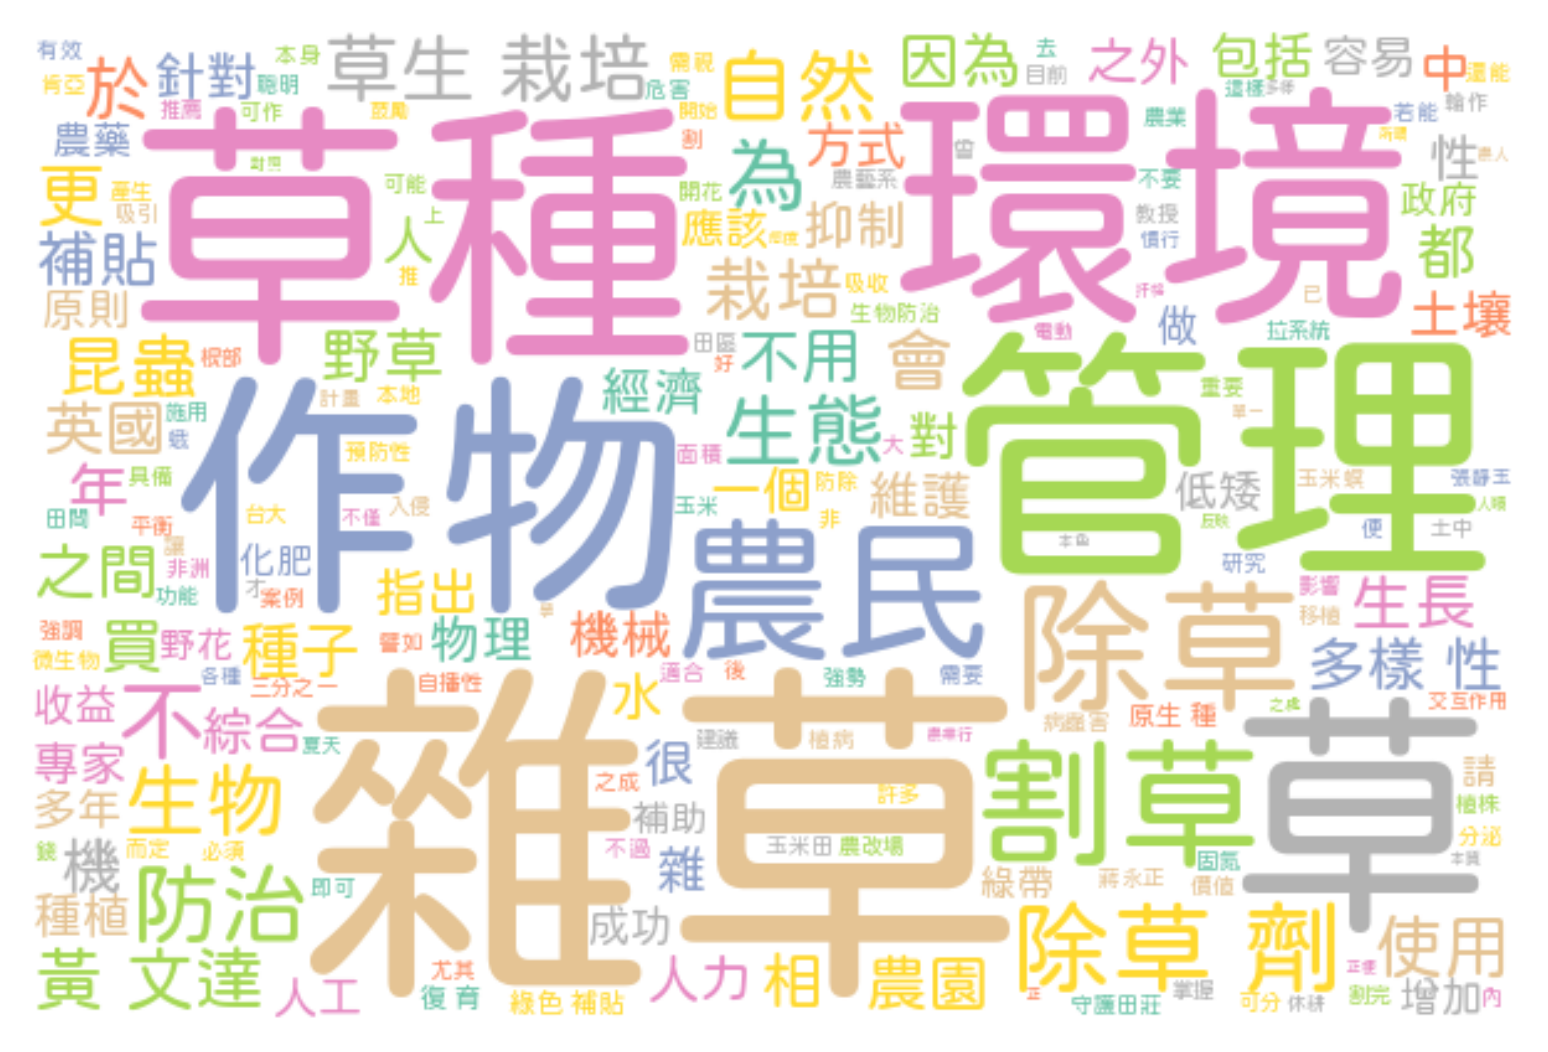 有效
本身
草生 栽培
需視
自然
因為
去
目前
之外
包括
容易
中
還能
肯亞
於
針對
聰明
危害
這樣
推薦
可作
鼓勵
開始
農業
若能
輪作
農藥
草種
割
為
方式
環境
性
農人
更
產生
吸引
可能
上
開花
農藝系
不要
教授
慣行
政府
補貼
人
應該
抑制
都
推
栽培
吸收
原則
生物防治
已
做
土壤
電動
拉系統
昆蟲
根部
野草
田區
好
不用
會
管理
重要
單一
英國
施用
蛾
計畫
本地
作物
經濟
生態
大
對
預防性
面積
年
具備
入侵
一個
防除
維護
低矮
玉米螟
張靜玉
田間
平衡
讓
台大
不僅
玉米
非
便
土中
之間
非洲
化肥
農民
研究
功能
才
案例
指出
除草
影響
生長
移植
強調
買
野花
種子
譬如
物理
機械
微生物
各種
三分之一
自播性
適合
後
強勢
需要
多樣 性
收益
不
綜合
夏天
雜草
水
病蟲害
原生 種
之處
交互作用
專家
很
建議
植病
割草
草
請
多年
生物
之成
許多
植株
補助
機
而定
必須
不過
雜
玉米田
農改場
固氮
分泌
錢
防治
即可
綠帶
蔣永正
價值
種植
成功
除草 劑
使用
黃 文達
人工
尤其
復育
綠色 補貼
人力
相
農園
守護田莊
掌握
可分
休耕
割完
增加
內